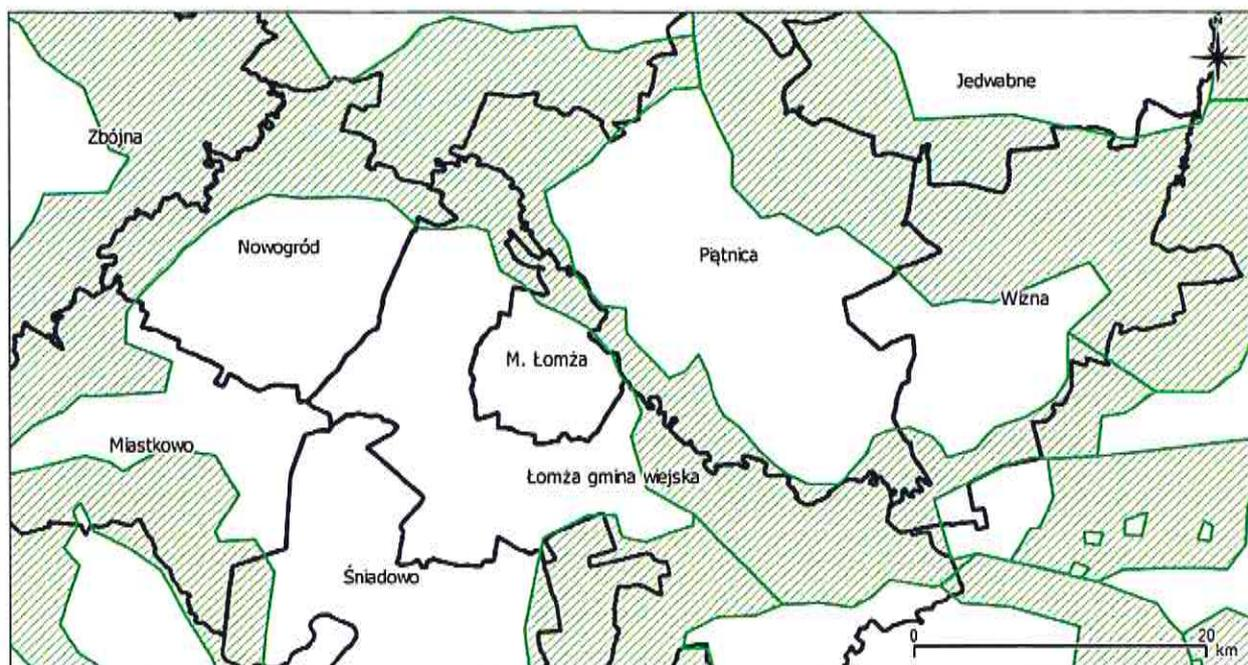 Jedwabne
Zbójna
Nowogród
Piątnica
Wizna
M. Łomża
Miastkowo
Łomża gmina wiejska
Śniadowo
0 20
km